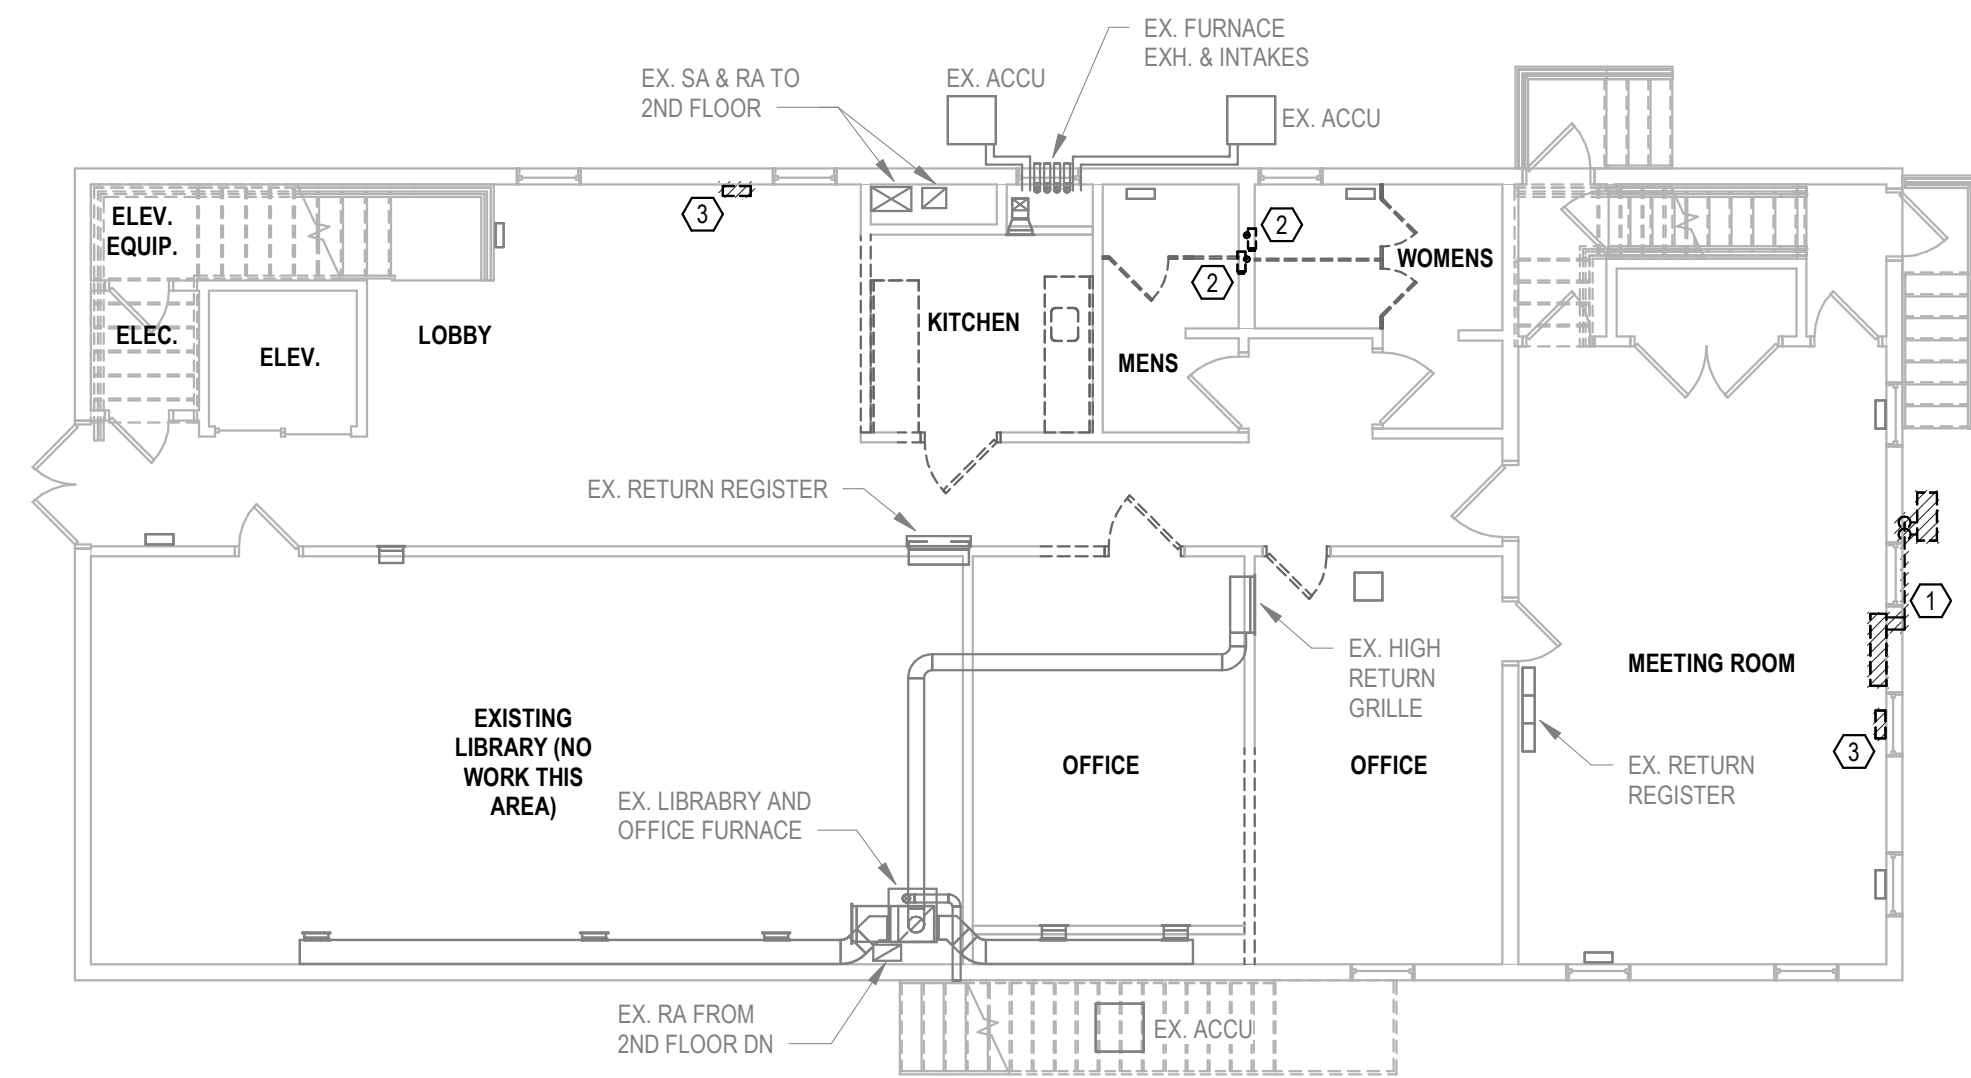 EX. FURNACE
EXH. & INTAKES
EX. SA & RA TO
2ND FLOOR
EX. ACCU
EX. ACCU
ELEV.
EQUIP.
3
2
2
WOMENS
ELEC.
ELEV.
LOBBY
KITCHEN
MENS
EX. RETURN REGISTER
1
EX. HIGH
RETURN
GRILLE
MEETING ROOM
EXISTING
LIBRARY (NO
WORK THIS
AREA)
OFFICE
OFFICE
3
EX. RETURN
REGISTER
EX. LIBRABRY AND
OFFICE FURNACE
EX. RA FROM
2ND FLOOR DN
EX. ACCU